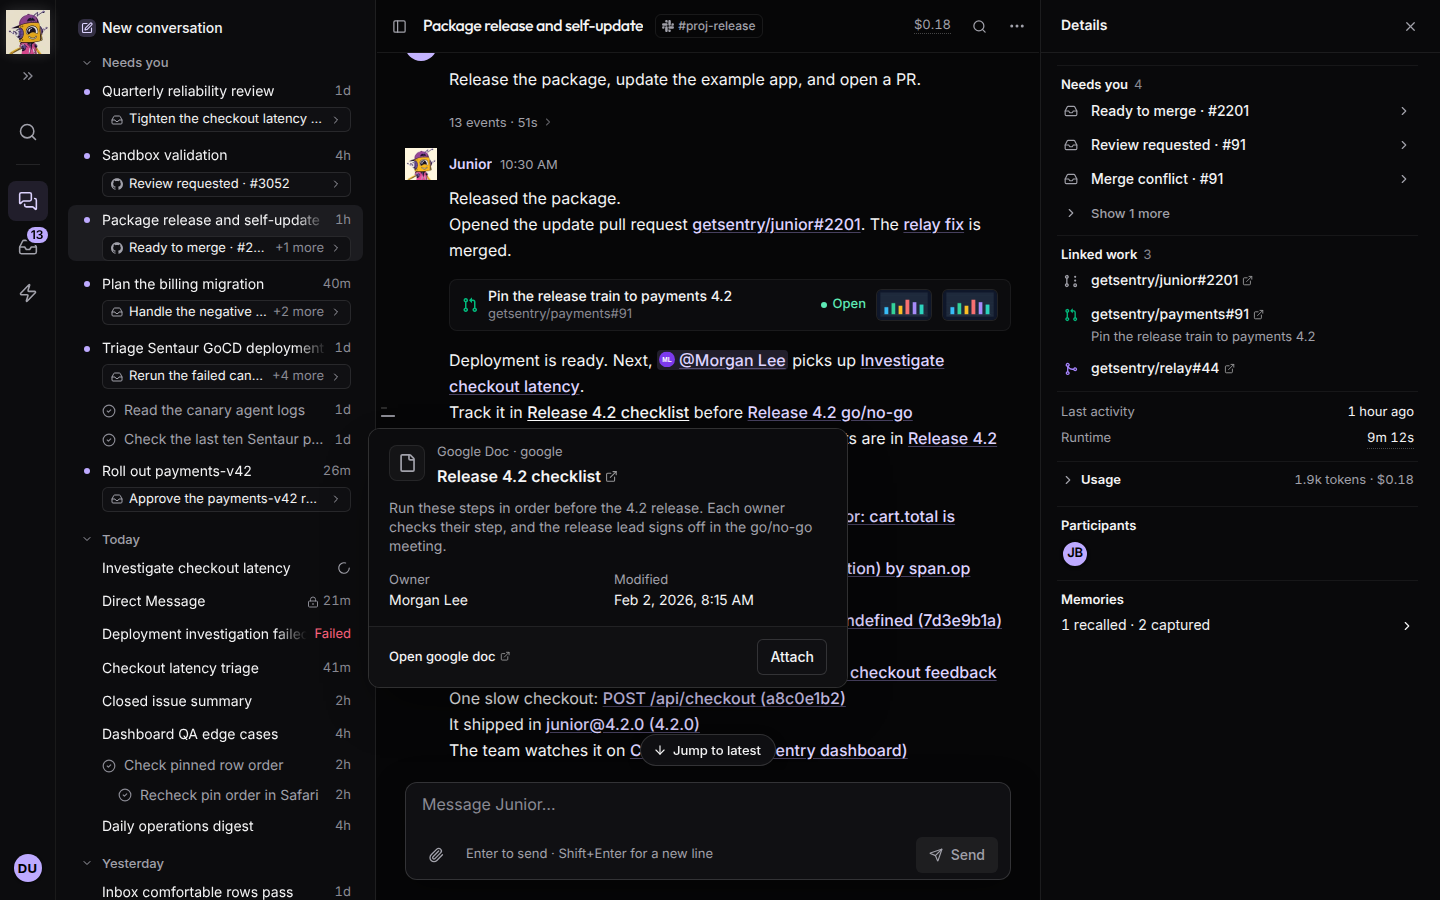 New conversation
Needs you
Quarterly reliability review 1d
Tighten the checkout latency ...
Sandbox validation 4h
Review requested · #3052
Package release and self-update 1h
Ready to merge · #2... +1 more
13
Plan the billing migration 40m
Handle the negative ... +2 more
Triage Sentaur GoCD deployment 1d
Rerun the failed can... +4 more
Read the canary agent logs 1d
Check the last ten Sentaur p... 1d
Roll out payments-v42 26m
Approve the payments-v42 r...
Today
Investigate checkout latency
Direct Message 21m
Deployment investigation failed Failed
Checkout latency triage 41m
Closed issue summary 2h
Dashboard QA edge cases 4h
Check pinned row order 2h
Recheck pin order in Safari 2h
Daily operations digest 4h
Yesterday
Inbox comfortable rows pass 1d
DU
Package release and self-update #proj-release $0.18
Release the package, update the example app, and open a PR.
13 events · 51s
Junior 10:30 AM
Released the package.
Opened the update pull request getsentry/junior#2201. The relay fix is
merged.
Pin the release train to payments 4.2
getsentry/payments#91
Open
Deployment is ready. Next, ML @Morgan Lee picks up Investigate
checkout latency.
Track it in Release 4.2 checklist before Release 4.2 go/no-go
ts are in Release 4.2
or: cart.total is
tion) by span.op
ndefined (7d3e9b1a)
checkout feedback
Google Doc · google
Release 4.2 checklist
Run these steps in order before the 4.2 release. Each owner
checks their step, and the release lead signs off in the go/no-go
meeting.
Owner Modified
Morgan Lee Feb 2, 2026, 8:15 AM
Open google doc Attach
One slow checkout: POST /api/checkout (a8c0e1b2)
It shipped in junior@4.2.0 (4.2.0)
The team watches it on C entry dashboard)
Jump to latest
Message Junior...
Enter to send · Shift+Enter for a new line
Send
Details
Needs you 4
Ready to merge · #2201
Review requested · #91
Merge conflict · #91
Show 1 more
Linked work 3
getsentry/junior#2201
getsentry/payments#91
Pin the release train to payments 4.2
getsentry/relay#44
Last activity 1 hour ago
Runtime 9m 12s
Usage 1.9k tokens · $0.18
Participants
JB
Memories
1 recalled · 2 captured